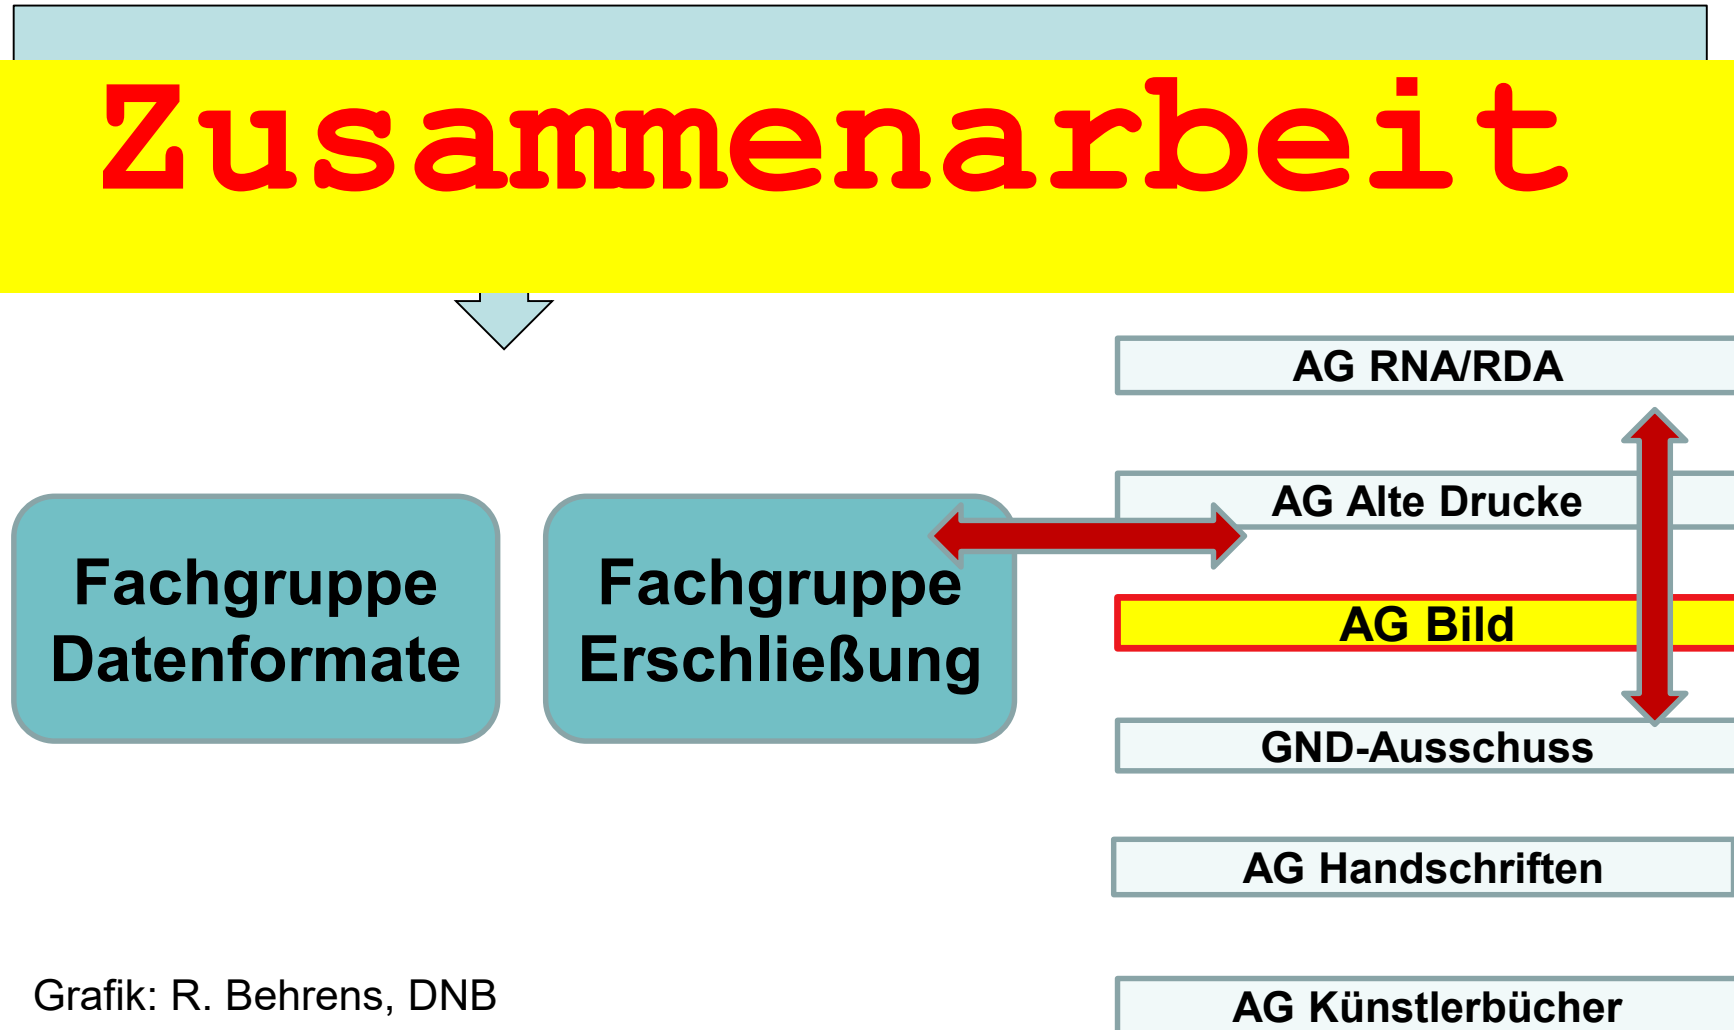 Zusammenarbeit
Fachgruppe
Datenformate
Fachgruppe
Erschließung
AG RNA/RDA
AG Alte Drucke
AG Bild
GND-Ausschuss
AG Handschriften
AG Künstlerbücher
Grafik: R. Behrens, DNB